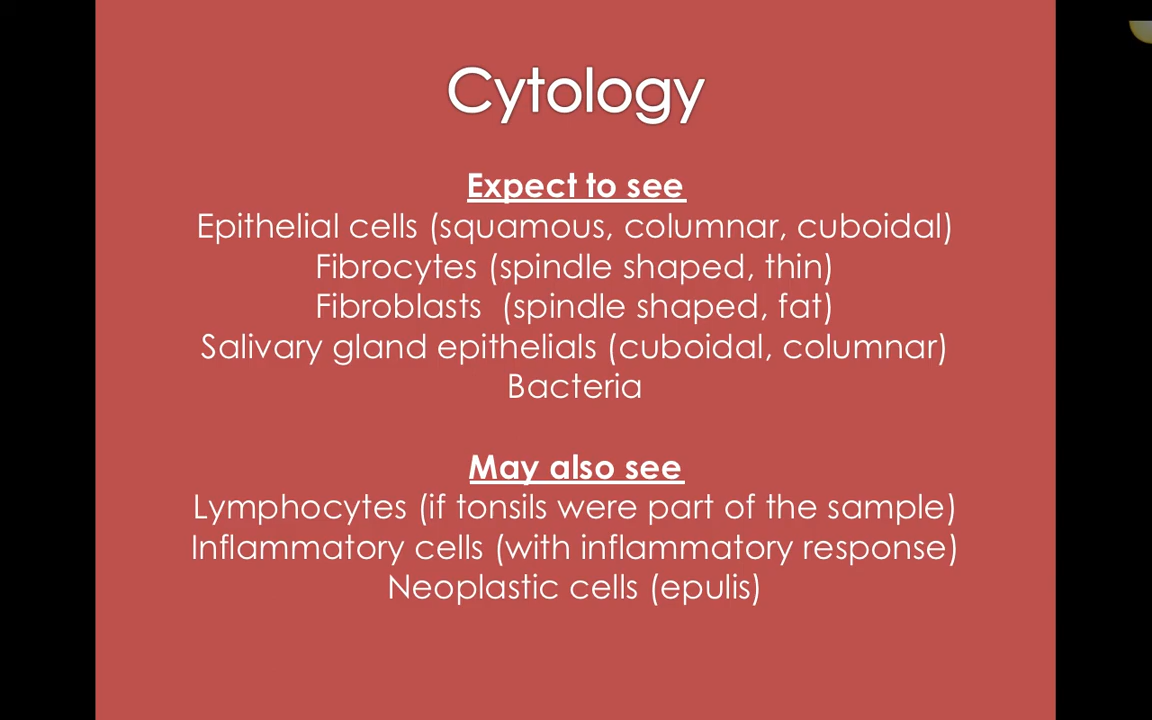 Cytology
Expect to see
Epithelial cells (squamous, columnar, cuboidal)
Fibrocytes (spindle shaped, thin)
Fibroblasts (spindle shaped, fat)
Salivary gland epithelials (cuboidal, columnar)
Bacteria
May also see
Lymphocytes (if tonsils were part of the sample)
Inflammatory cells (with inflammatory response)
Neoplastic cells (epulis)